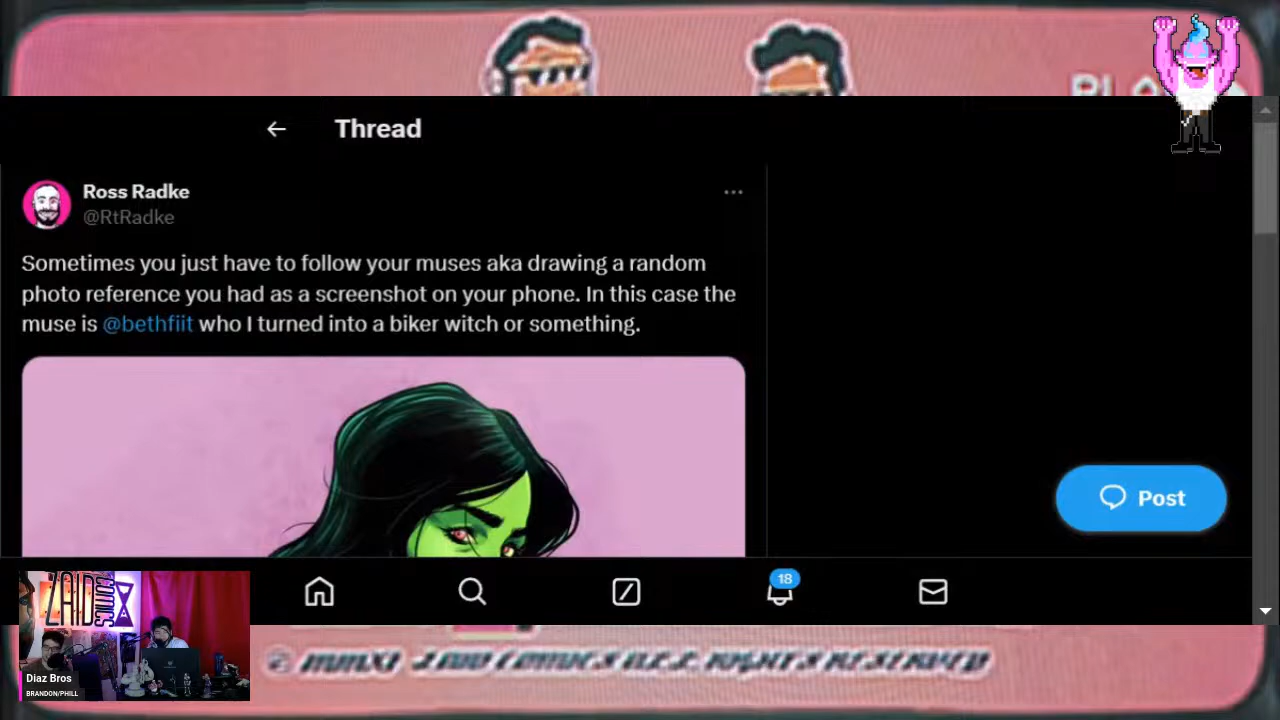 Thread
Ross Radke
@RtRadke
Sometimes you just have to follow your muses aka drawing a random
photo reference you had as a screenshot on your phone. In this case the
muse is @bethfiit who I turned into a biker witch or something.
Post
18
ZAID
COMICS
Diaz Bros
BRANDON/PHILL